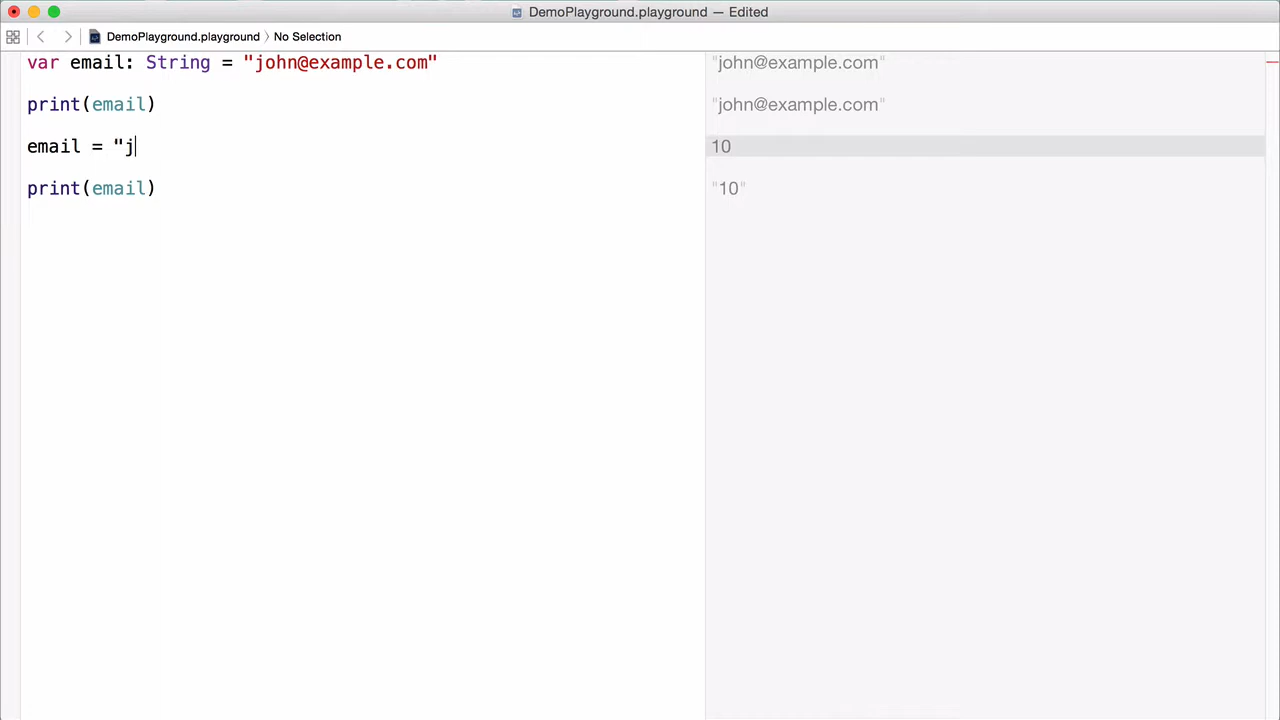 DemoPlayground.playground — Edited
DemoPlayground.playground 〉 No Selection
var email: String = "john@example.com"
"john@example.com"
print(email)
"john@example.com"
email = "j
10
print(email)
"10"